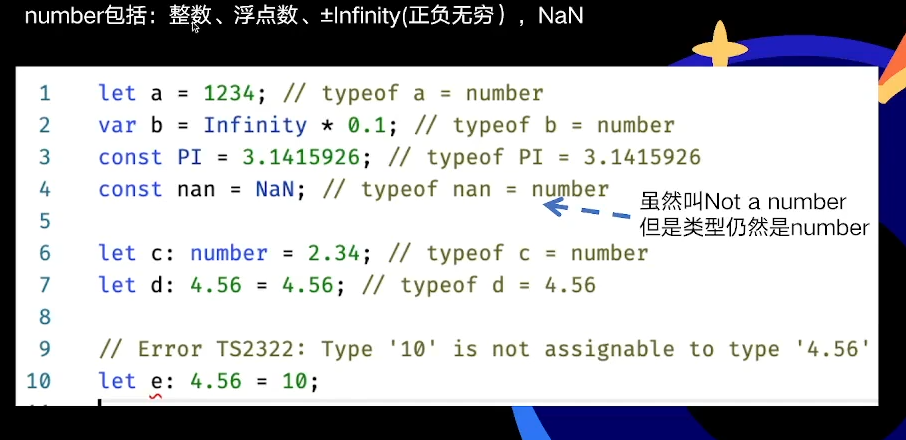 number包括：整数、浮点数、±Infinity(正负无穷），NaN
1 let a = 1234; // typeof a = number
2 var b = Infinity * 0.1; // typeof b = number
3 const PI = 3.1415926; // typeof PI = 3.1415926
4 const nan = NaN; // typeof nan = number
虽然叫Not a number
但是类型仍然是number
5
6 let c: number = 2.34; // typeof c = number
7 let d: 4.56 = 4.56; // typeof d = 4.56
8
9 // Error TS2322: Type '10' is not assignable to type '4.56'
10 let e: 4.56 = 10;